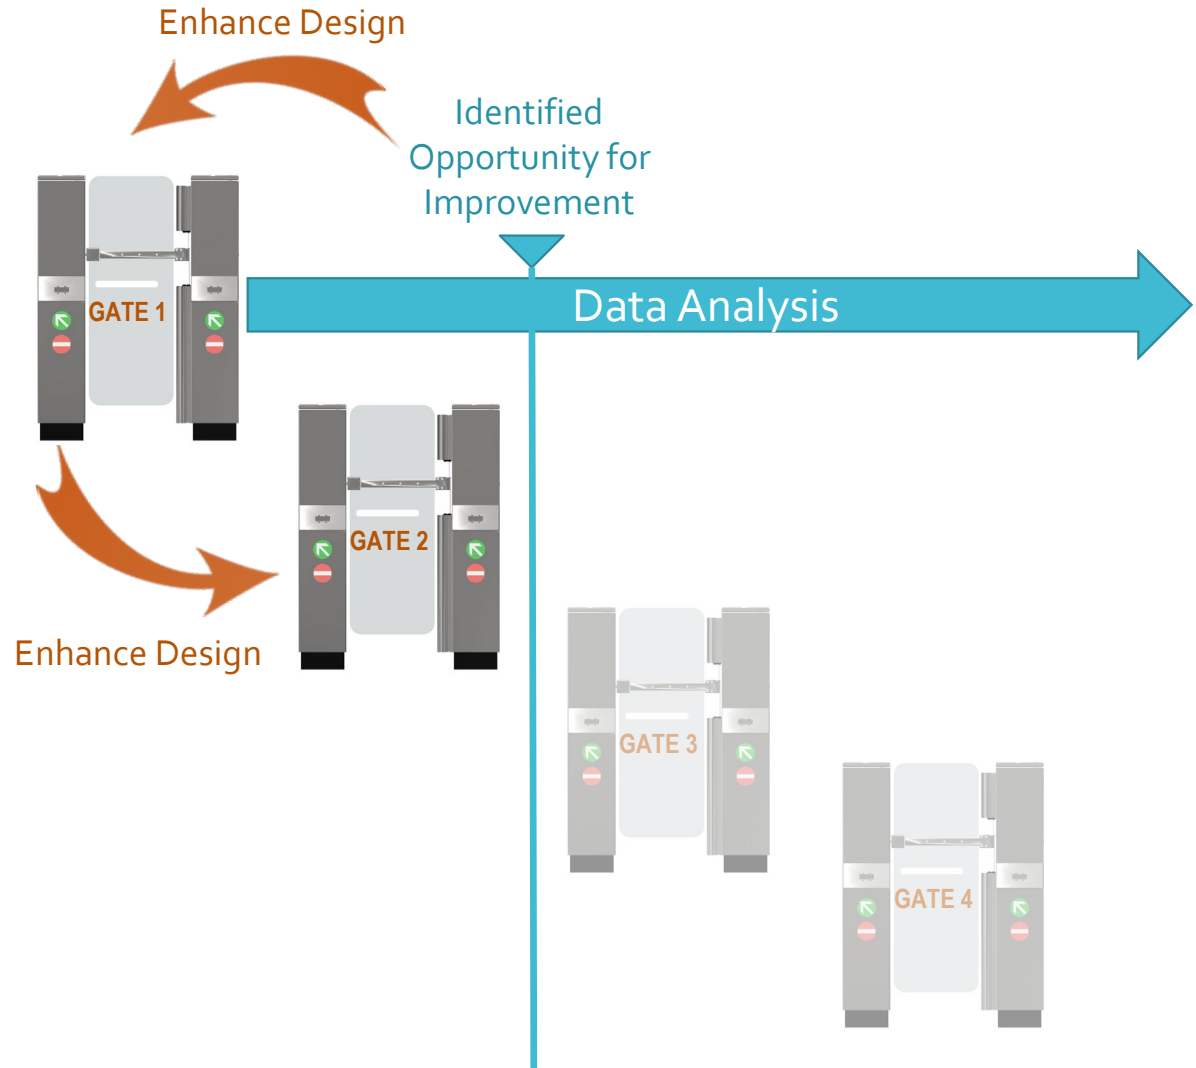 Enhance Design
Identified
Opportunity for
Improvement
Data Analysis
GATE 1
GATE 2
Enhance Design
GATE 3
GATE 4